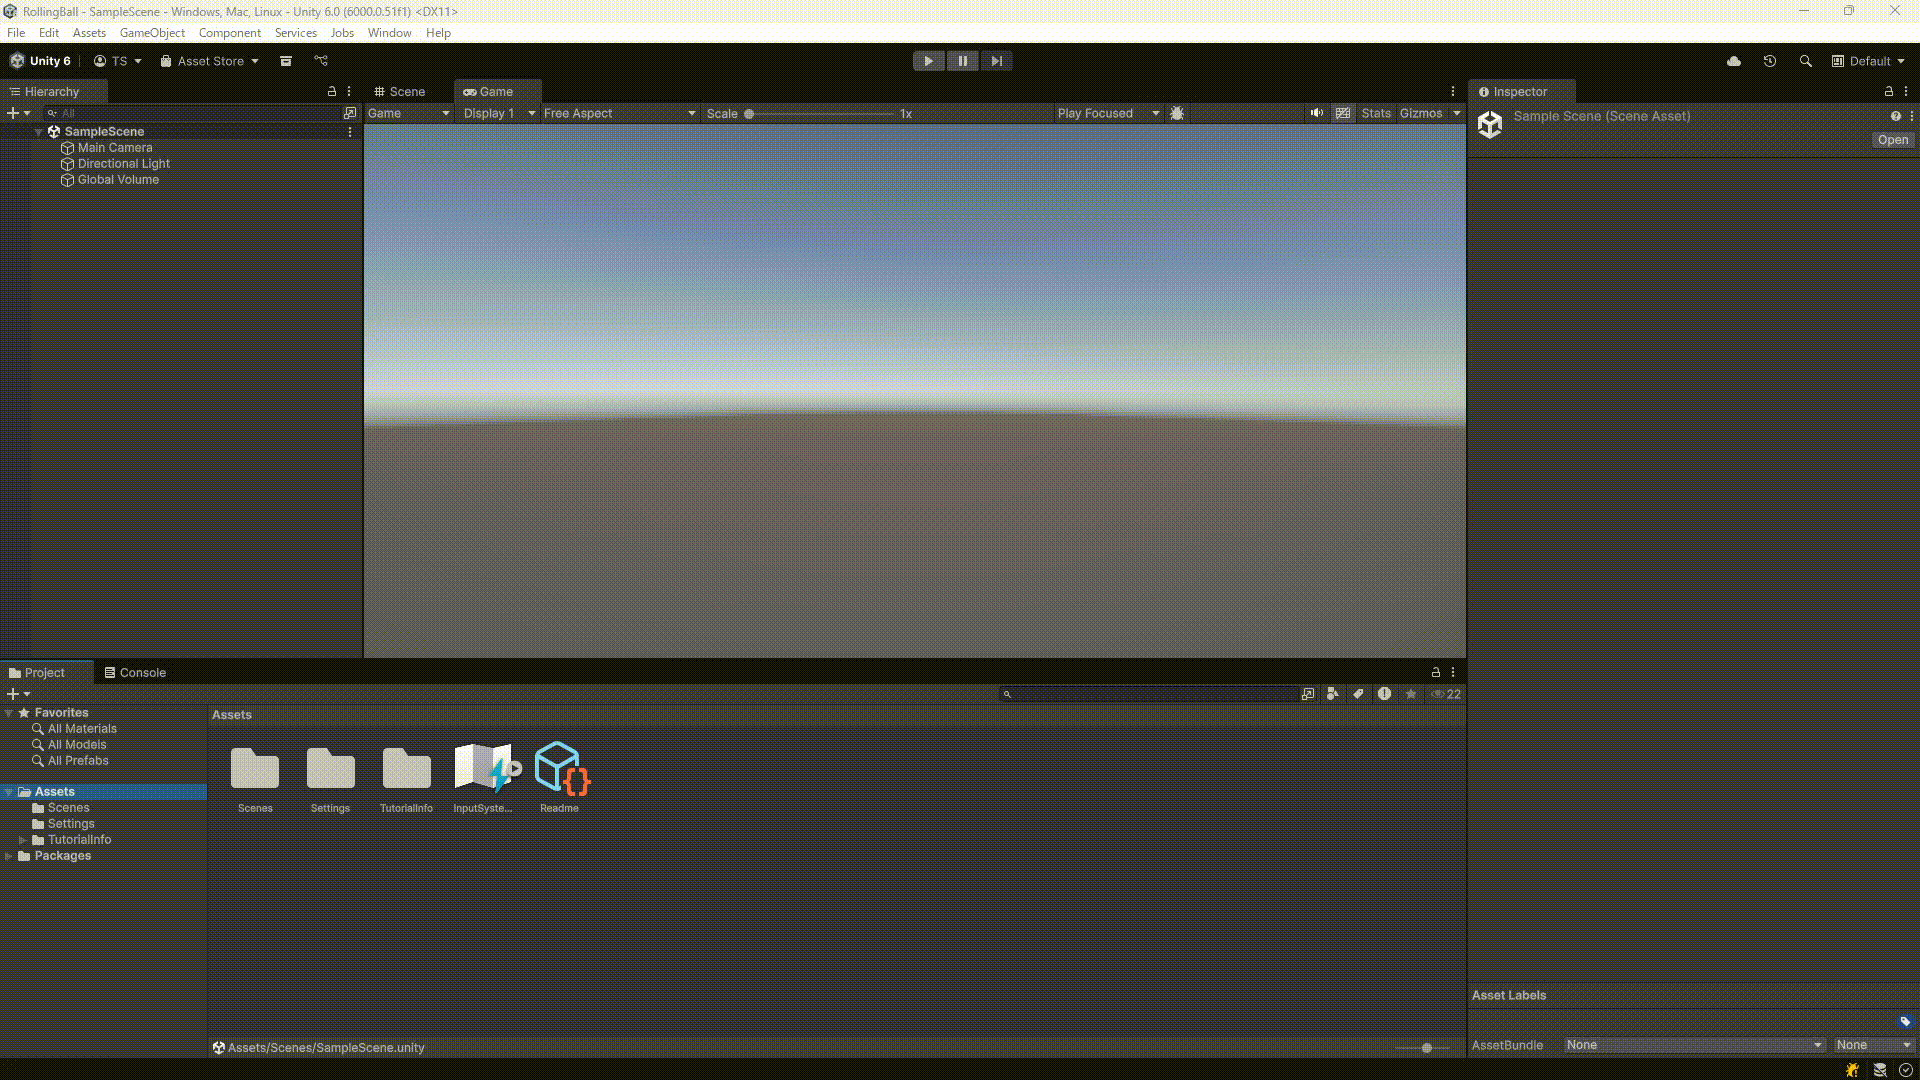 RollingBall - SampleScene - Windows, Mac, Linux - Unity 6.0 (6000.0.51f1) <DX11>
File Edit Assets GameObject Component Services Jobs Window Help
Unity 6 TS Asset Store Default
Hierarchy
All
SampleScene
Main Camera
Directional Light
Global Volume
Scene Game
Game Display 1 Free Aspect Scale 1x Play Focused Stats Gizmos
Inspector
Sample Scene (Scene Asset)
Open
Project Console
22
Favorites
All Materials
All Models
All Prefabs
Assets
Scenes
Settings
TutorialInfo
Packages
Assets
Scenes Settings TutorialInfo InputSyste... Readme
Assets/Scenes/SampleScene.unity
Asset Labels
AssetBundle None None